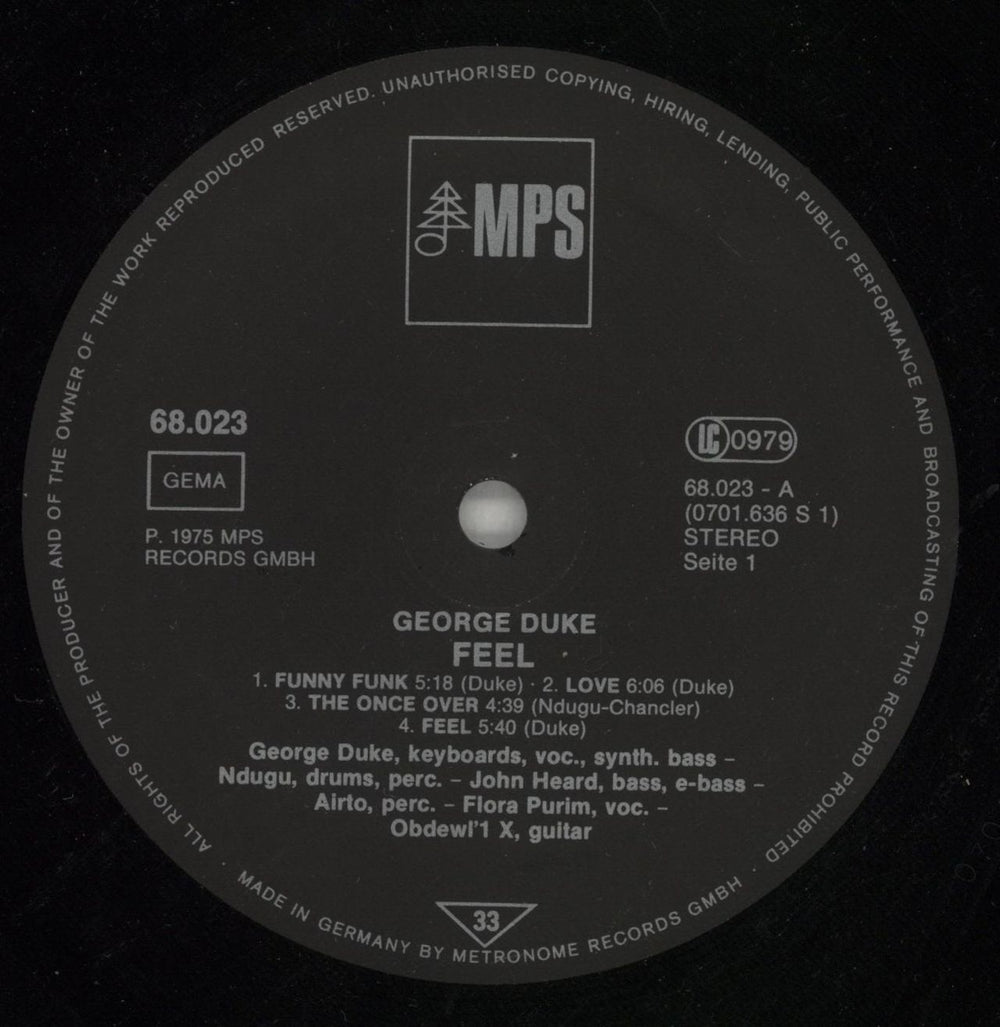 ALL RIGHTS OF THE PRODUCER AND OF THE OWNER OF THE WORK REPRODUCED RESERVED. UNAUTHORISED COPYING, HIRING, LENDING, PUBLIC PERFORMANCE AND BROADCASTING OF THIS RECORD PROHIBITED
MPS
68.023
GEMA
P. 1975 MPS
RECORDS GMBH
LC 0979
68.023 - A
(0701.636 S 1)
STEREO
Seite 1
GEORGE DUKE
FEEL
1. FUNNY FUNK 5:18 (Duke) · 2. LOVE 6:06 (Duke)
3. THE ONCE OVER 4:39 (Ndugu-Chancler)
4. FEEL 5:40 (Duke)
George Duke, keyboards, voc., synth. bass –
Ndugu, drums, perc. – John Heard, bass, e-bass –
Airto, perc. – Flora Purim, voc. –
Obdewl'1 X, guitar
33
· MADE IN GERMANY BY METRONOME RECORDS GMBH ·